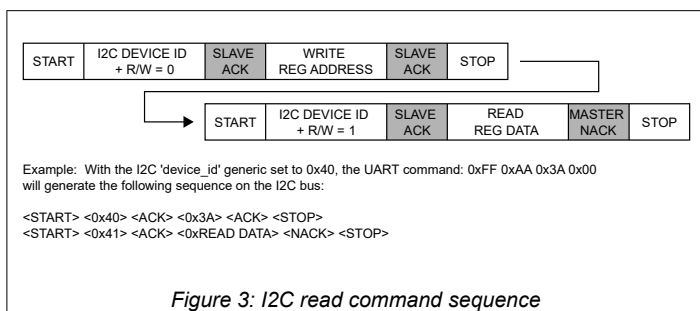 START I2C DEVICE ID + R/W = 0 SLAVE ACK WRITE REG ADDRESS SLAVE ACK STOP
START I2C DEVICE ID + R/W = 1 SLAVE ACK READ REG DATA MASTER NACK STOP
Example: With the I2C 'device_id' generic set to 0x40, the UART command: 0xFF 0xAA 0x3A 0x00
will generate the following sequence on the I2C bus:
<START> <0x40> <ACK> <0x3A> <ACK> <STOP>
<START> <0x41> <ACK> <0xREAD DATA> <NACK> <STOP>
Figure 3: I2C read command sequence